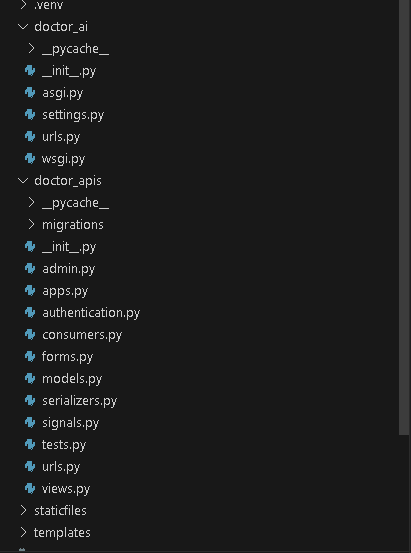 .venv
doctor_ai
__pycache__
__init__.py
asgi.py
settings.py
urls.py
wsgi.py
doctor_apis
__pycache__
migrations
__init__.py
admin.py
apps.py
authentication.py
consumers.py
forms.py
models.py
serializers.py
signals.py
tests.py
urls.py
views.py
staticfiles
templates